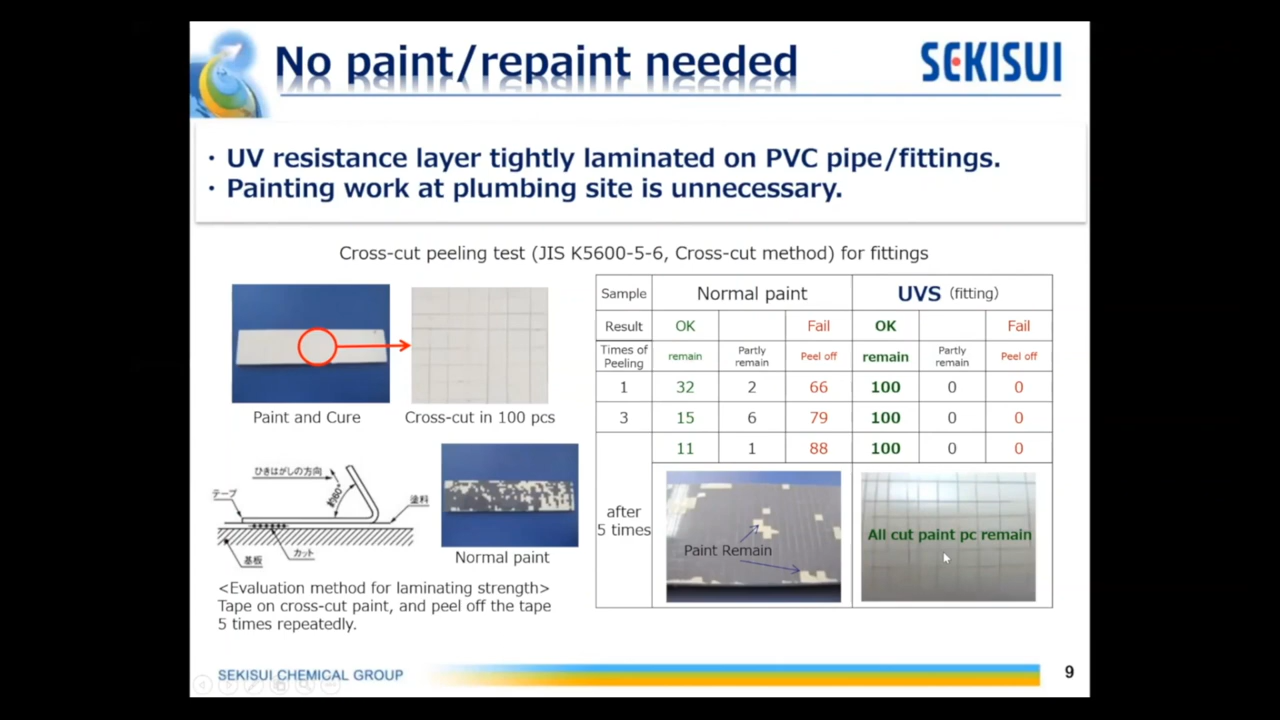 No paint/repaint needed
SEKISUI
・ UV resistance layer tightly laminated on PVC pipe/fittings.
・ Painting work at plumbing site is unnecessary.
Cross-cut peeling test (JIS K5600-5-6, Cross-cut method) for fittings
Paint and Cure
Cross-cut in 100 pcs
ひきはがしの方向
テープ
約60°
塗料
カット
基板
Normal paint
<Evaluation method for laminating strength>
Tape on cross-cut paint, and peel off the tape
5 times repeatedly.
Sample Normal paint UVS (fitting)
Result OK Fail OK Fail
Times of Peeling remain Partly remain Peel off remain Partly remain Peel off
1 32 2 66 100 0 0
3 15 6 79 100 0 0
after 5 times 11 1 88 100 0 0
Paint Remain
All cut paint pc remain
SEKISUI CHEMICAL GROUP
9